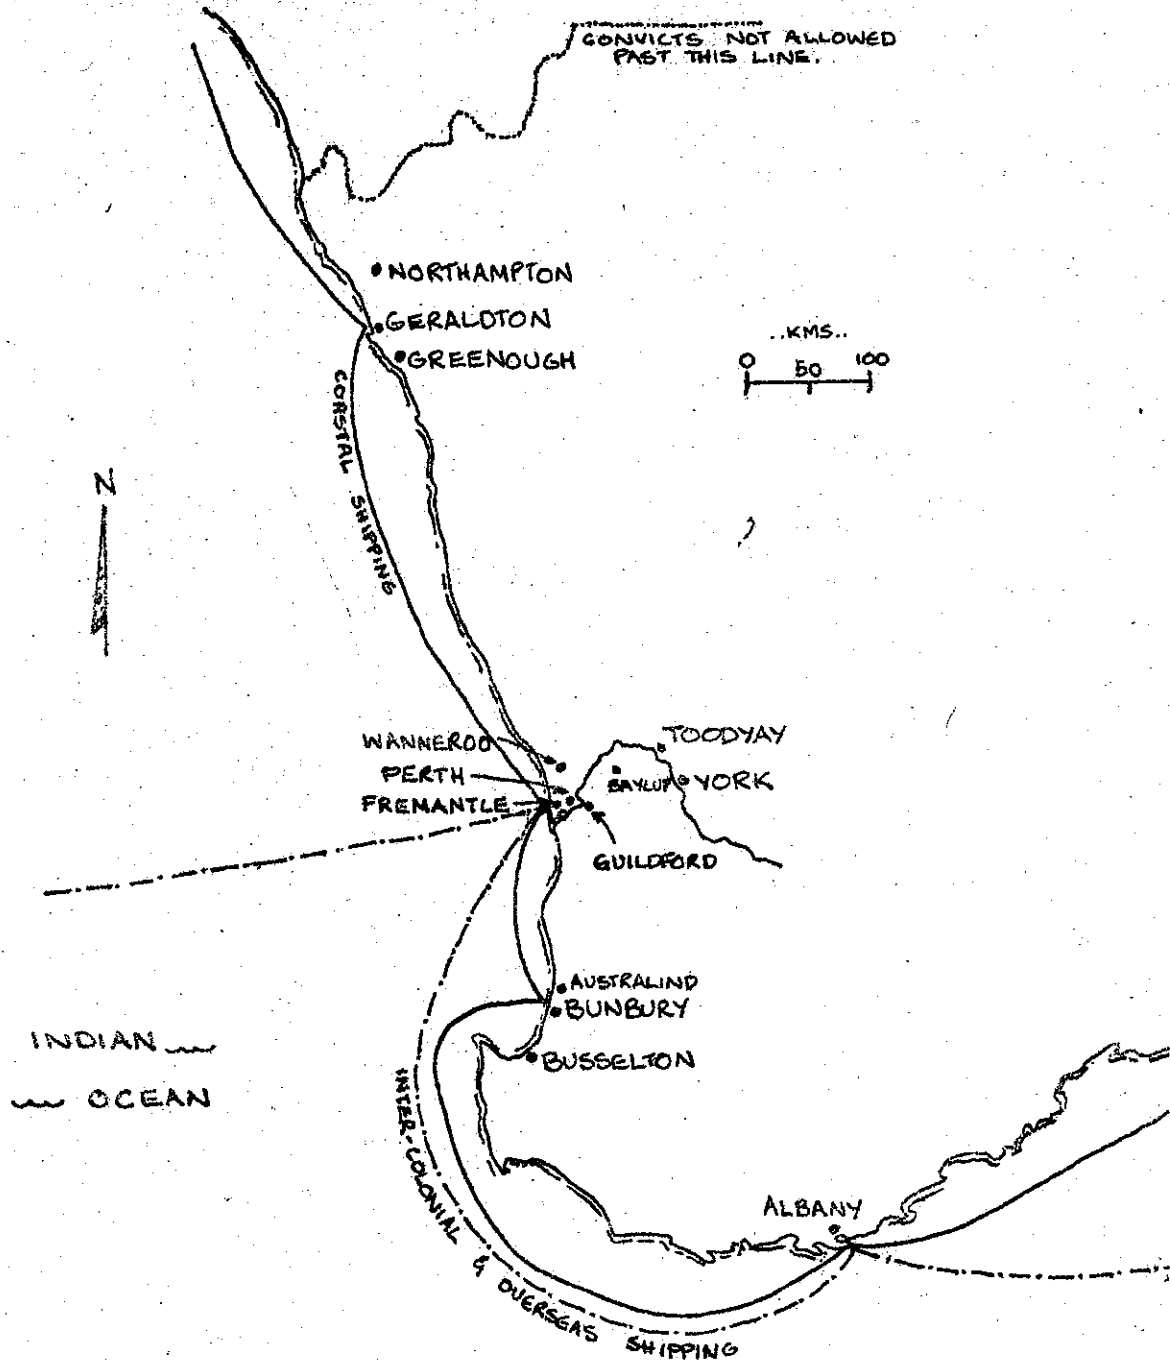 CONVICTS NOT ALLOWED
PAST THIS LINE.
NORTHAMPTON
GERALDTON
GREENOUGH
..KMS..
0 50 100
COASTAL SHIPPING
N
WANNEROO
PERTH
FREMANTLE
TOODYAY
YORK
GUILDFORD
AUSTRALIND
BUNBURY
BUSSELTON
INDIAN
OCEAN
INTER-COLONIAL & OVERSEAS SHIPPING
ALBANY